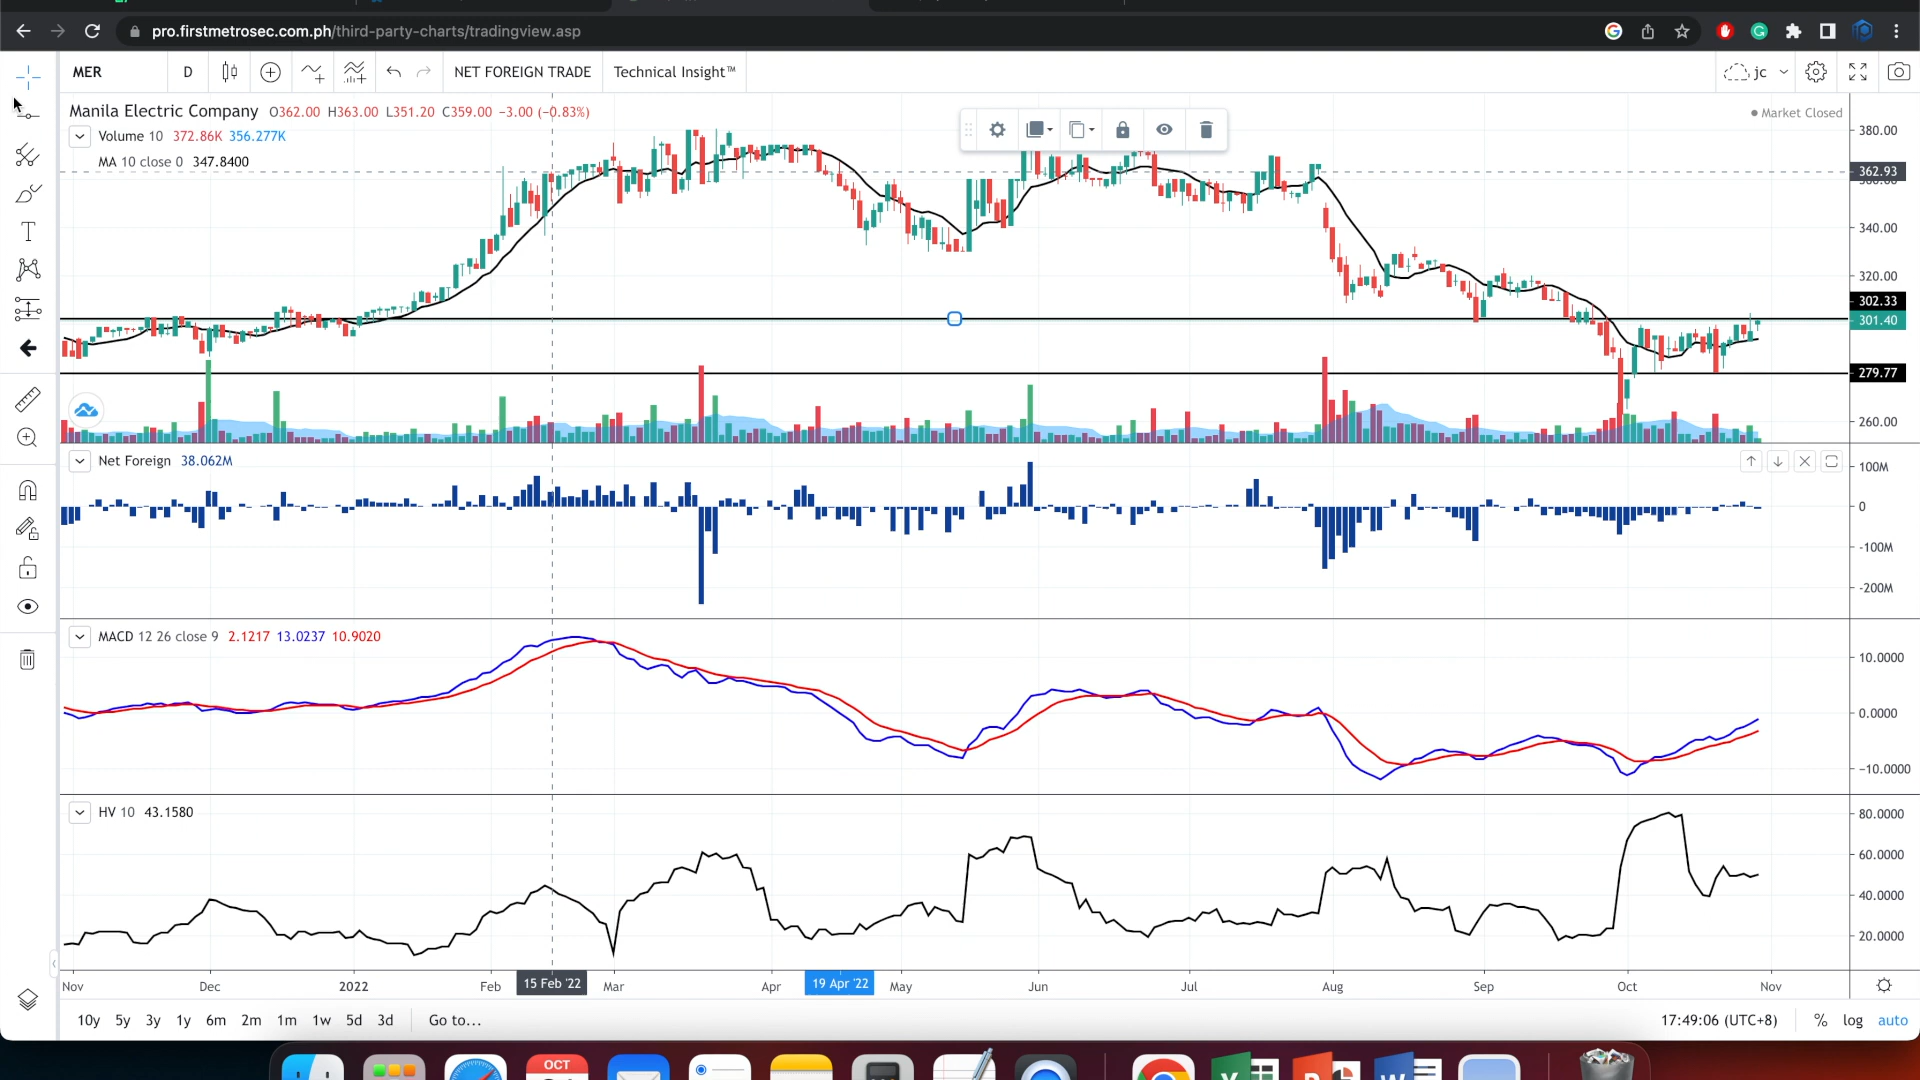 pro.firstmetrosec.com.ph/third-party-charts/tradingview.asp
MER D NET FOREIGN TRADE Technical Insight™ jc
Manila Electric Company O362.00 H363.00 L351.20 C359.00 −3.00 (−0.83%)
Market Closed
Volume 10 372.86K 356.277K
MA 10 close 0 347.8400
380.00
362.93
340.00
320.00
302.33
301.40
279.77
260.00
Net Foreign 38.062M
100M
0
-100M
-200M
MACD 12 26 close 9 2.1217 13.0237 10.9020
10.0000
0.0000
−10.0000
HV 10 43.1580
80.0000
60.0000
40.0000
20.0000
Nov Dec 2022 Feb 15 Feb '22 Mar Apr 19 Apr '22 May Jun Jul Aug Sep Oct Nov
10y 5y 3y 1y 6m 2m 1m 1w 5d 3d Go to... 17:49:06 (UTC+8) % log auto
OCT